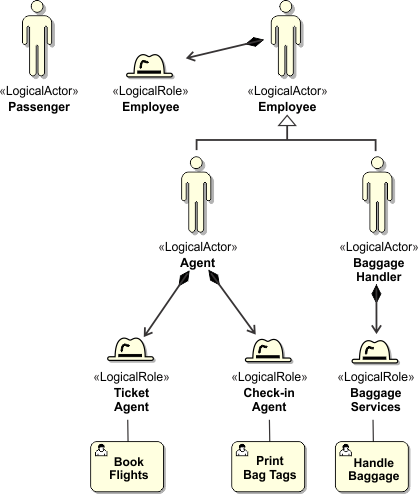 «LogicalActor»
Passenger
«LogicalRole»
Employee
«LogicalActor»
Employee
«LogicalActor»
Agent
«LogicalActor»
Baggage
Handler
«LogicalRole»
Ticket
Agent
«LogicalRole»
Check-in
Agent
«LogicalRole»
Baggage
Services
Book
Flights
Print
Bag Tags
Handle
Baggage